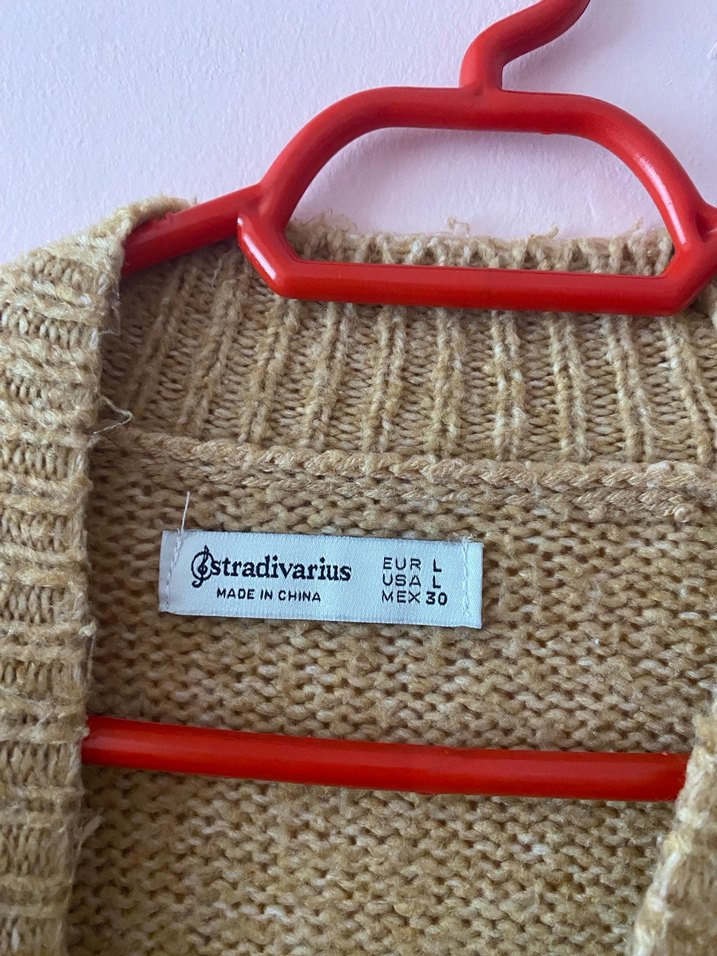 stradivarius
MADE IN CHINA
EUR L
USA L
MEX 30